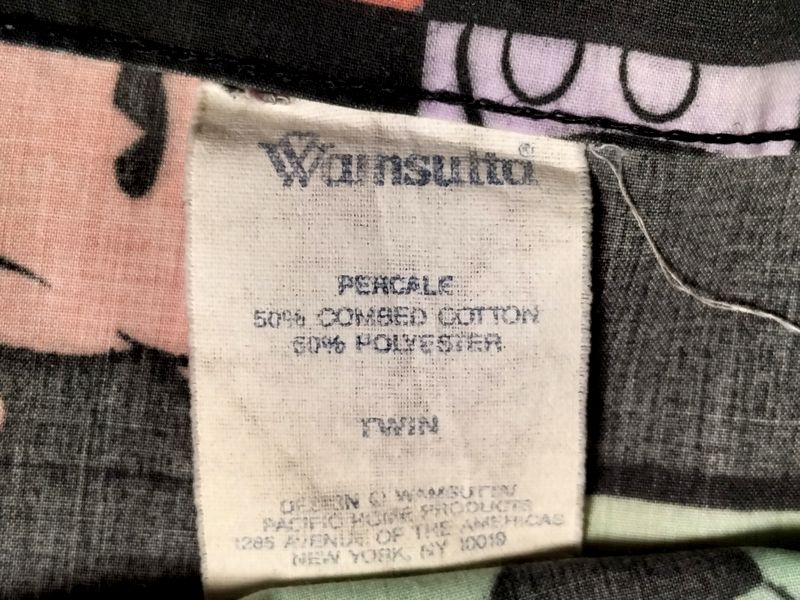 Wamsutta®
PERCALE
50% COMBED COTTON
50% POLYESTER
TWIN
DESIGN © WAMSUTTA/
PACIFIC HOME PRODUCTS
1285 AVENUE OF THE AMERICAS
NEW YORK, NY 10019